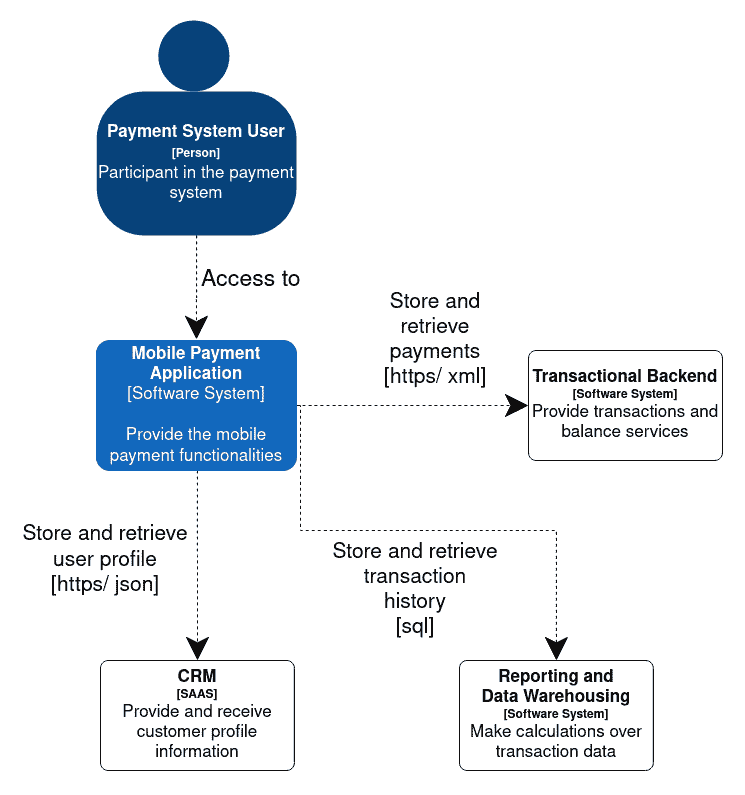 Payment System User
[Person]
Participant in the payment
system
Access to
Store and
retrieve
payments
[https/ xml]
Mobile Payment
Application
[Software System]
Provide the mobile
payment functionalities
Transactional Backend
[Software System]
Provide transactions and
balance services
Store and retrieve
user profile
[https/ json]
Store and retrieve
transaction
history
[sql]
CRM
[SAAS]
Provide and receive
customer profile
information
Reporting and
Data Warehousing
[Software System]
Make calculations over
transaction data